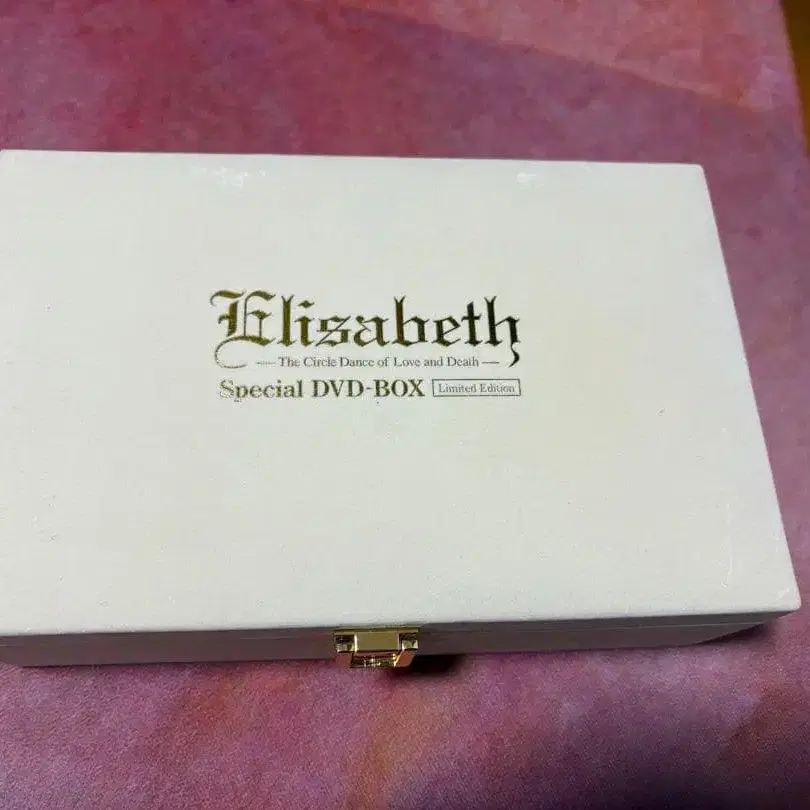 Elisabeth
— The Circle Dance of Love and Death —
Special DVD-BOX Limited Edition